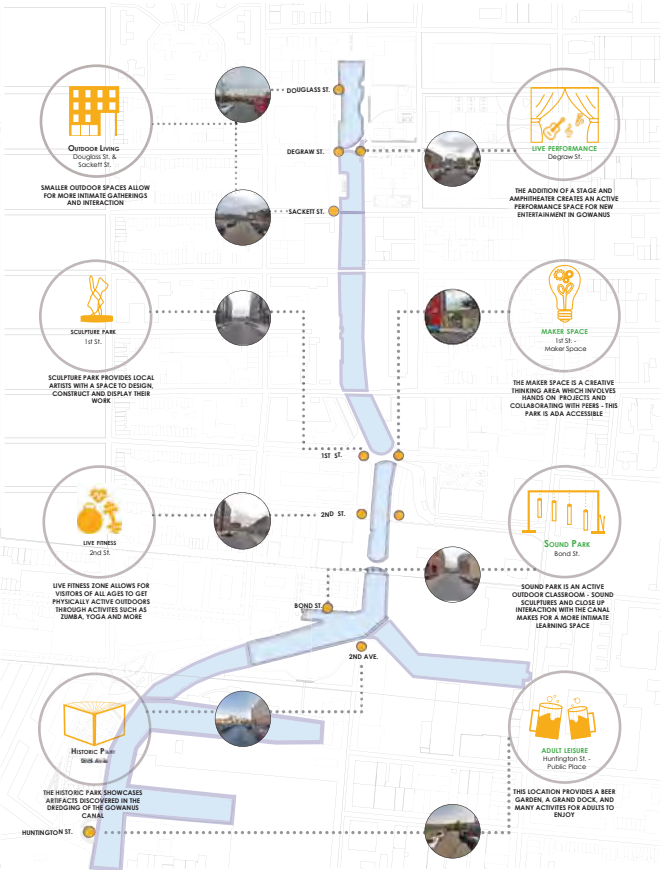 DOUGLASS ST.
DEGRAW ST.
SACKETT ST.
1ST ST.
2ND ST.
BOND ST.
2ND AVE.
HUNTINGTON ST.
OUTDOOR LIVING
Douglass St. &
Sackett St.
SMALLER OUTDOOR SPACES ALLOW
FOR MORE INTIMATE GATHERINGS
AND INTERACTION
LIVE PERFORMANCE
Degraw St.
THE ADDITION OF A STAGE AND
AMPHITEATER CREATES AN ACTIVE
PERFORMANCE SPACE FOR NEW
ENTERTAINMENT IN GOWANUS
SCULPTURE PARK
1st St.
SCULPTURE PARK PROVIDES LOCAL
ARTISTS WITH A SPACE TO DESIGN,
CONSTRUCT AND DISPLAY THEIR
WORK
MAKER SPACE
1st St. -
Maker Space
THE MAKER SPACE IS A CREATIVE
THINKING AREA WHICH INVOLVES
HANDS ON PROJECTS AND
COLLABORATING WITH PEERS - THIS
PARK IS ADA ACCESSIBLE
LIVE FITNESS
2nd St.
LIVE FITNESS ZONE ALLOWS FOR
VISITORS OF ALL AGES TO GET
PHYSICALLY ACTIVE OUTDOORS
THROUGH ACTIVITES SUCH AS
ZUMBA, YOGA AND MORE
SOUND PARK
Bond St.
SOUND PARK IS AN ACTIVE
OUTDOOR CLASSROOM - SOUND
SCULPTURES AND CLOSE UP
INTERACTION WITH THE CANAL
MAKES FOR A MORE INTIMATE
LEARNING SPACE
HISTORIC PARK
THE HISTORIC PARK SHOWCASES
ARTIFACTS DISCOVERED IN THE
DREDGING OF THE GOWANUS
CANAL
ADULT LEISURE
Huntington St. -
Public Place
THIS LOCATION PROVIDES A BEER
GARDEN, A GRAND DOCK, AND
MANY ACTIVITES FOR ADULTS TO
ENJOY